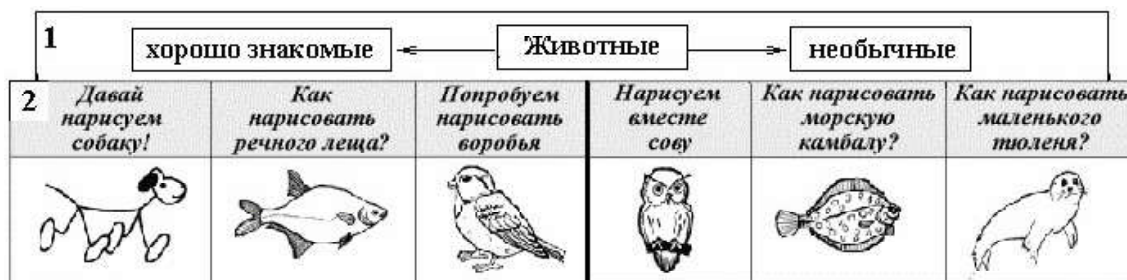 1
хорошо знакомые
Животные
необычные
2
Давай
нарисуем
собаку!
Как
нарисовать
речного леща?
Попробуем
нарисовать
воробья
Нарисуем
вместе
сову
Как нарисовать
морскую
камбалу?
Как нарисовать
маленького
тюленя?